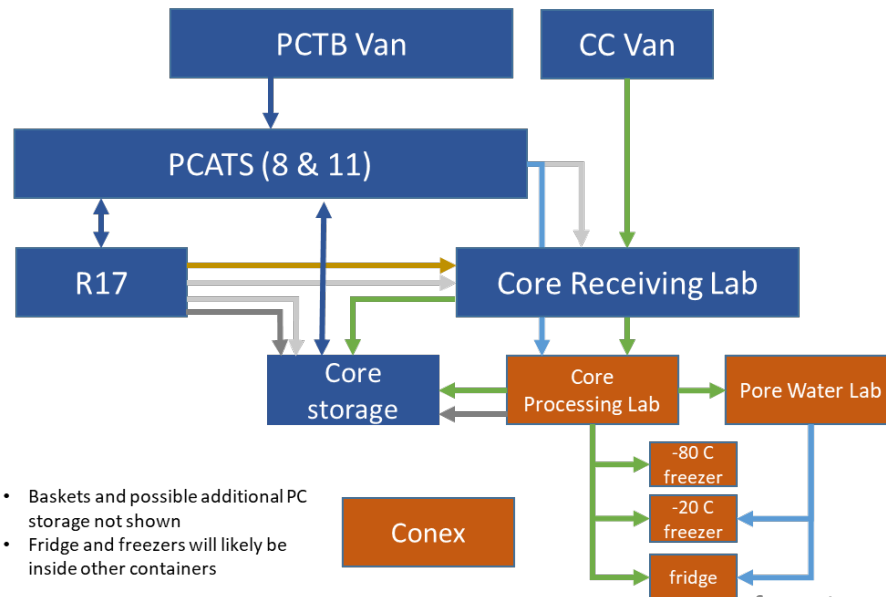 PCTB Van
CC Van
PCATS (8 & 11)
R17
Core Receiving Lab
Core
storage
Core
Processing Lab
Pore Water Lab
-80 C
freezer
-20 C
freezer
fridge
Conex
• Baskets and possible additional PC
storage not shown
• Fridge and freezers will likely be
inside other containers